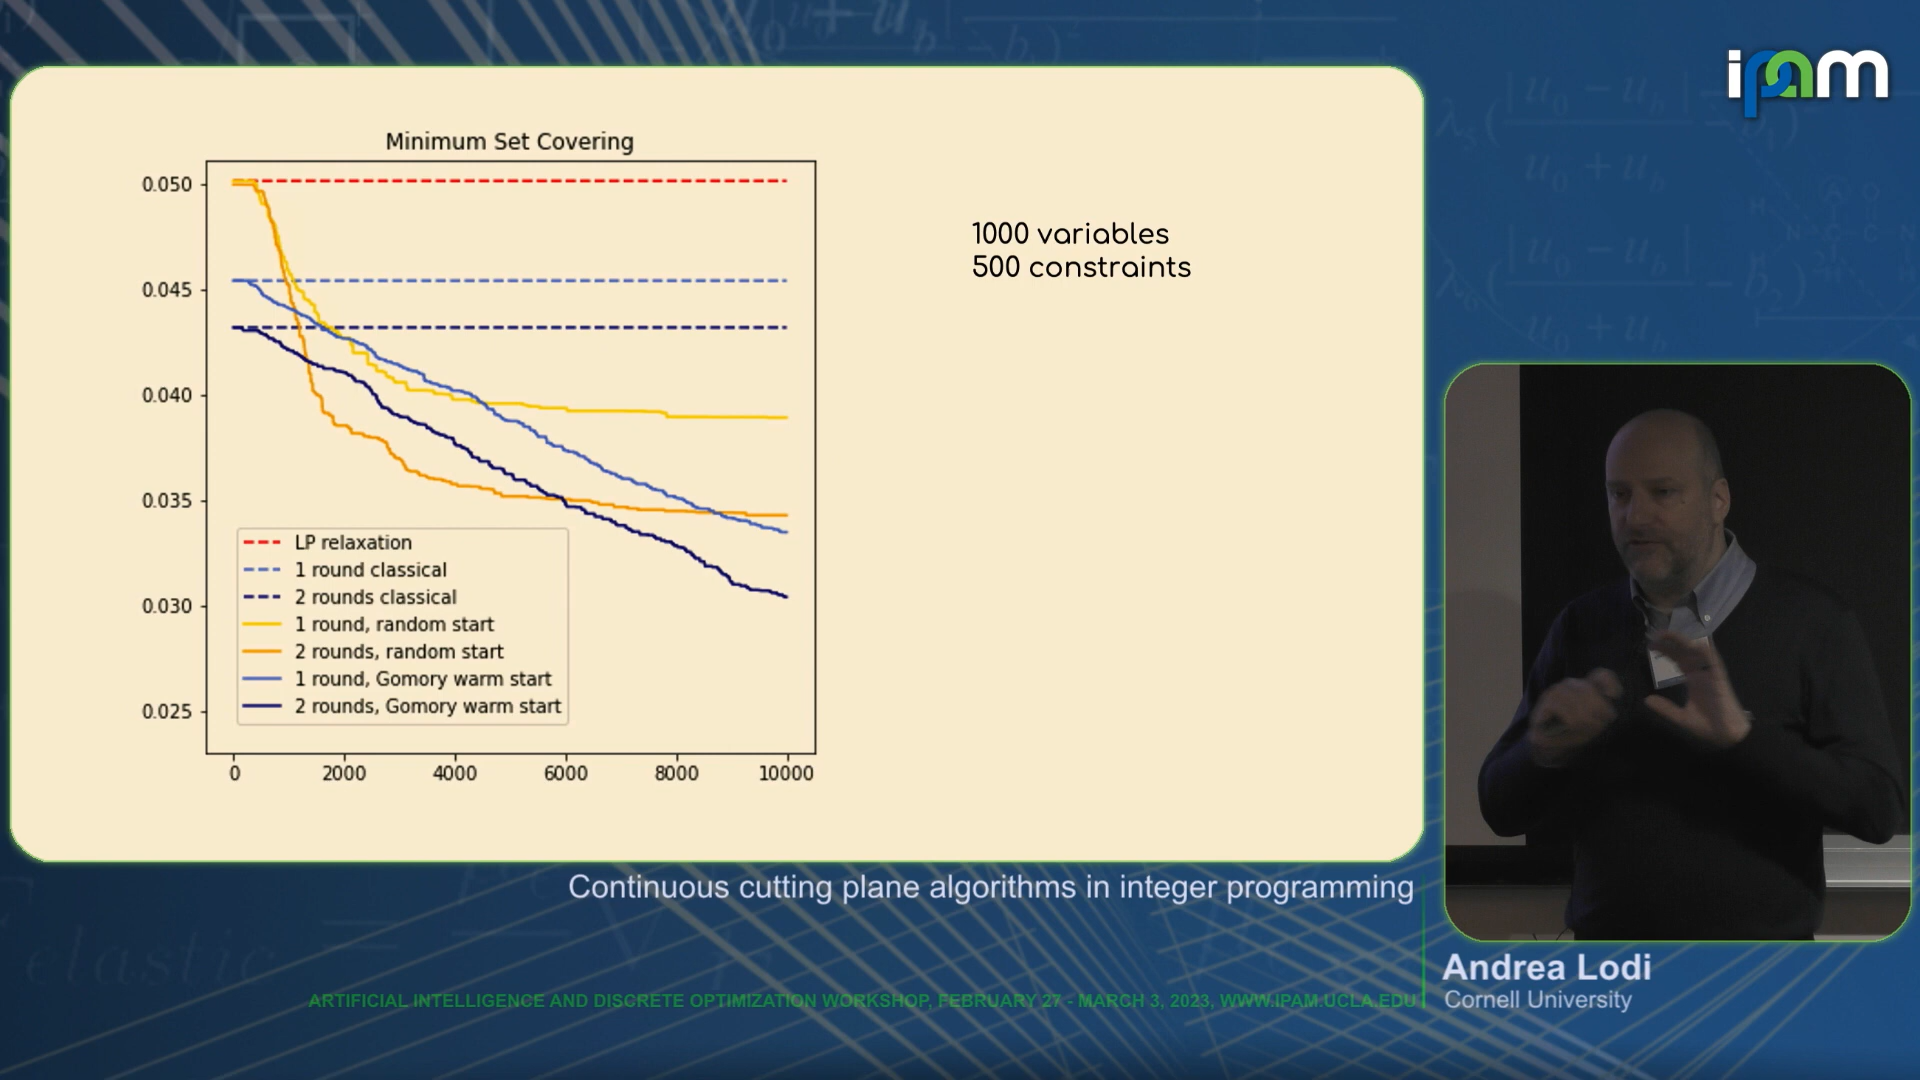 ipam
Minimum Set Covering
0.050
0.045
0.040
0.035
0.030
0.025
LP relaxation
1 round classical
2 rounds classical
1 round, random start
2 rounds, random start
1 round, Gomory warm start
2 rounds, Gomory warm start
0 2000 4000 6000 8000 10000
1000 variables
500 constraints
Continuous cutting plane algorithms in integer programming
Andrea Lodi
Cornell University
ARTIFICIAL INTELLIGENCE AND DISCRETE OPTIMIZATION WORKSHOP, FEBRUARY 27 - MARCH 3, 2023, WWW.IPAM.UCLA.EDU
elastic